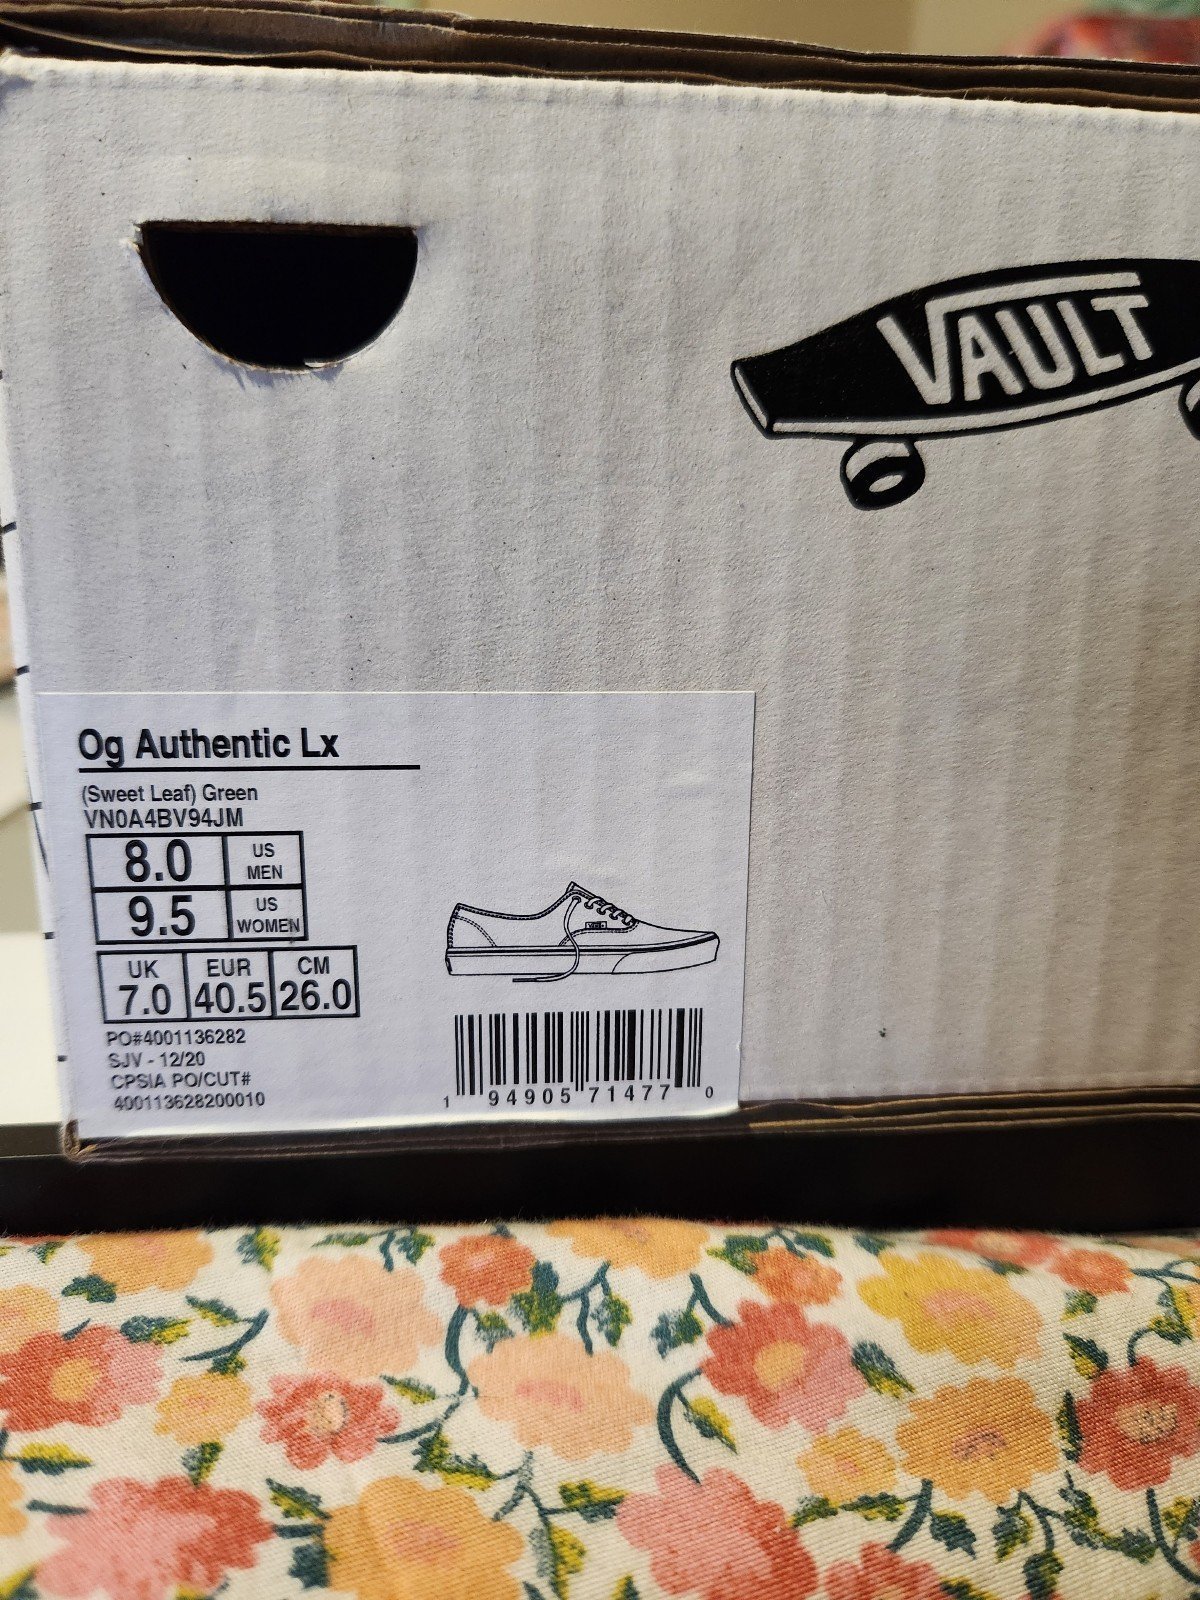 VAULT
Og Authentic Lx
(Sweet Leaf) Green
VN0A4BV94JM
8.0 US MEN
9.5 US WOMEN
UK EUR CM
7.0 40.5 26.0
PO#4001136282
SJV - 12/20
CPSIA PO/CUT#
400113628200010
1 94905 71477 0